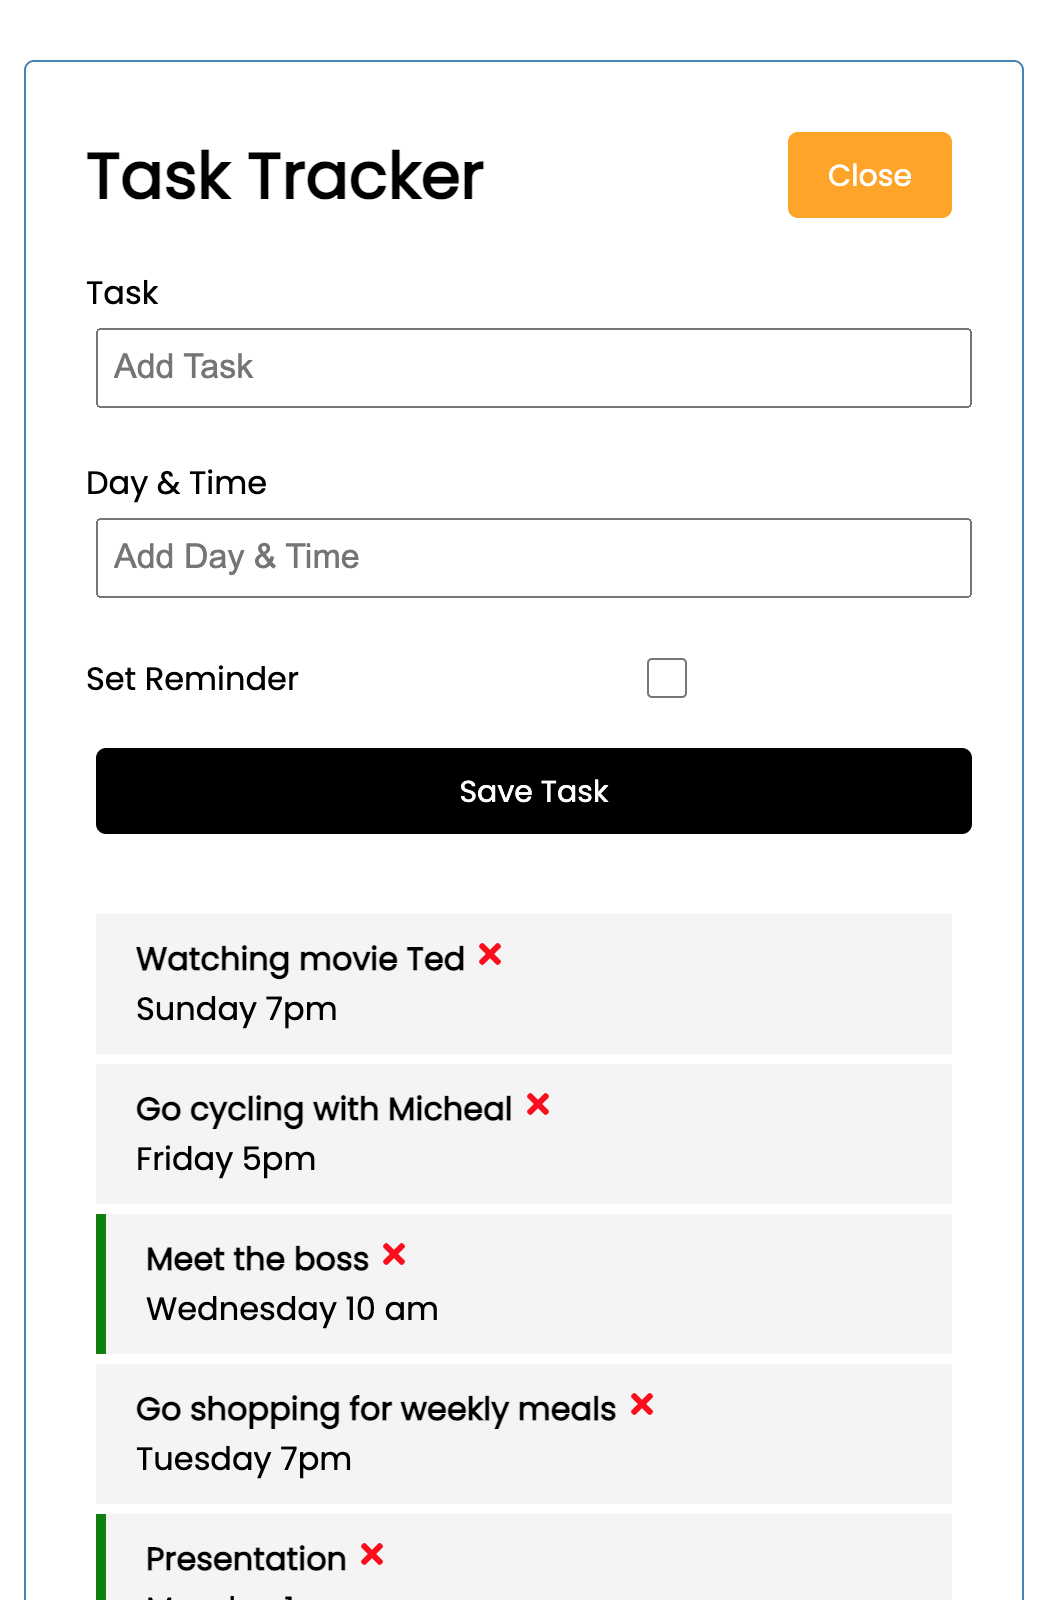 Task Tracker
Close
Task
Add Task
Day & Time
Add Day & Time
Set Reminder
Save Task
Watching movie Ted
Sunday 7pm
Go cycling with Micheal
Friday 5pm
Meet the boss
Wednesday 10 am
Go shopping for weekly meals
Tuesday 7pm
Presentation